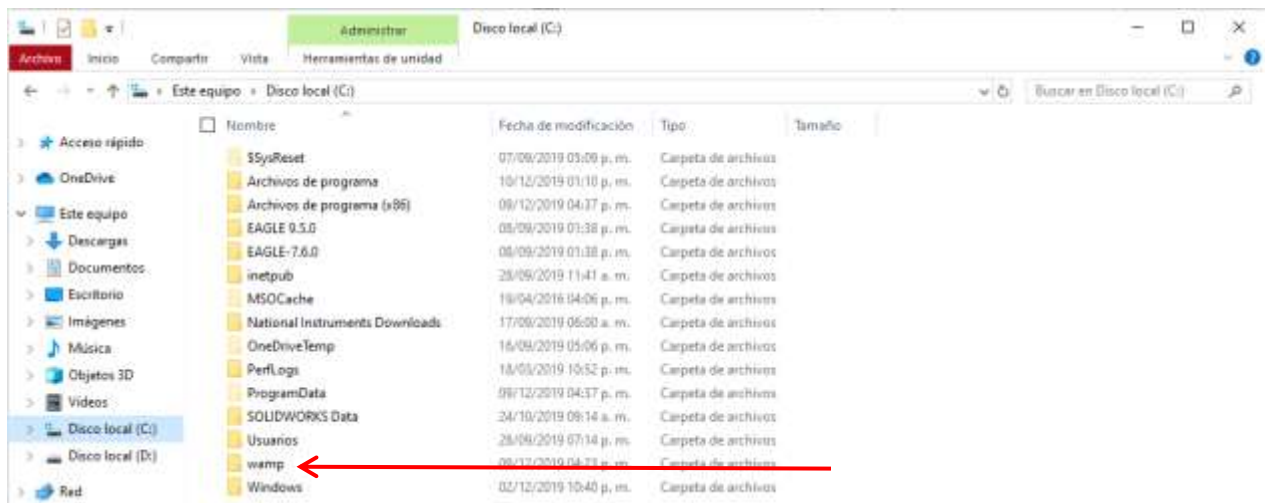 Administrar Disco local (C:)
Archivo Inicio Compartir Vista Herramientas de unidad
Este equipo › Disco local (C:) Buscar en Disco local (C:)
Nombre Fecha de modificación Tipo Tamaño
Acceso rápido
OneDrive
Este equipo
Descargas
Documentos
Escritorio
Imágenes
Música
Objetos 3D
Vídeos
Disco local (C:)
Disco local (D:)
Red
$SysReset 07/09/2019 05:09 p. m. Carpeta de archivos
Archivos de programa 10/12/2019 01:10 p. m. Carpeta de archivos
Archivos de programa (x86) 09/12/2019 04:37 p. m. Carpeta de archivos
EAGLE 9.5.0 08/09/2019 01:38 p. m. Carpeta de archivos
EAGLE-7.6.0 08/09/2019 01:38 p. m. Carpeta de archivos
inetpub 28/09/2019 11:41 a. m. Carpeta de archivos
MSOCache 19/04/2016 04:06 p. m. Carpeta de archivos
National Instruments Downloads 17/09/2019 06:00 a. m. Carpeta de archivos
OneDriveTemp 16/09/2019 05:06 p. m. Carpeta de archivos
PerfLogs 18/03/2019 10:52 p. m. Carpeta de archivos
ProgramData 09/12/2019 04:37 p. m. Carpeta de archivos
SOLIDWORKS Data 24/10/2019 09:14 a. m. Carpeta de archivos
Usuarios 28/09/2019 07:14 p. m. Carpeta de archivos
wamp Carpeta de archivos
Windows 02/12/2019 10:40 p. m. Carpeta de archivos